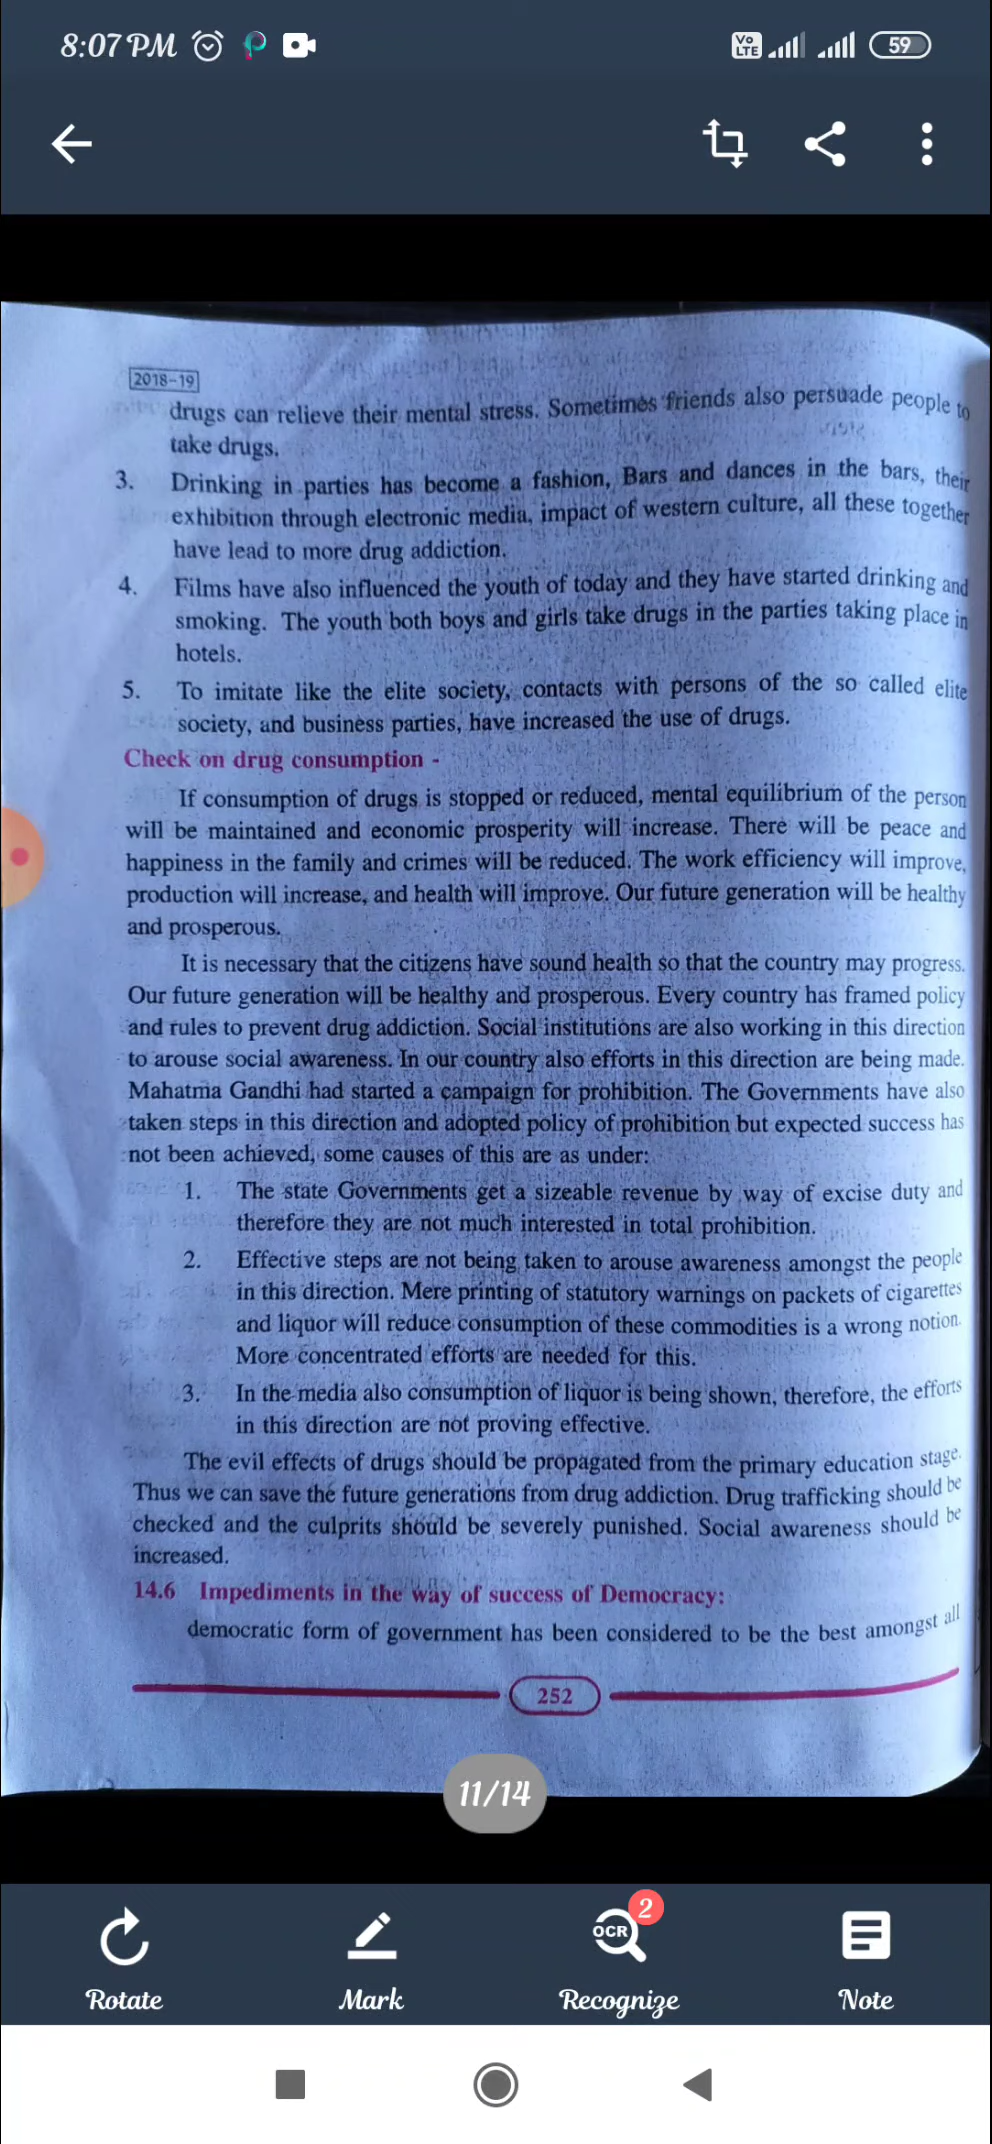 8:07 PM
Vo LTE
59
2018-19
drugs can relieve their mental stress. Sometimes friends also persuade people to
take drugs.
3. Drinking in parties has become a fashion, Bars and dances in the bars, their
exhibition through electronic media, impact of western culture, all these together
have lead to more drug addiction.
4. Films have also influenced the youth of today and they have started drinking and
smoking. The youth both boys and girls take drugs in the parties taking place in
hotels.
5. To imitate like the elite society, contacts with persons of the so called elite
society, and business parties, have increased the use of drugs.
Check on drug consumption -
If consumption of drugs is stopped or reduced, mental equilibrium of the person
will be maintained and economic prosperity will increase. There will be peace and
happiness in the family and crimes will be reduced. The work efficiency will improve,
production will increase, and health will improve. Our future generation will be healthy
and prosperous.
It is necessary that the citizens have sound health so that the country may progress.
Our future generation will be healthy and prosperous. Every country has framed policy
and rules to prevent drug addiction. Social institutions are also working in this direction
to arouse social awareness. In our country also efforts in this direction are being made.
Mahatma Gandhi had started a campaign for prohibition. The Governments have also
taken steps in this direction and adopted policy of prohibition but expected success has
not been achieved, some causes of this are as under:
1. The state Governments get a sizeable revenue by way of excise duty and
therefore they are not much interested in total prohibition.
2. Effective steps are not being taken to arouse awareness amongst the people
in this direction. Mere printing of statutory warnings on packets of cigarettes
and liquor will reduce consumption of these commodities is a wrong notion.
More concentrated efforts are needed for this.
3. In the media also consumption of liquor is being shown, therefore, the efforts
in this direction are not proving effective.
The evil effects of drugs should be propagated from the primary education stage.
Thus we can save the future generations from drug addiction. Drug trafficking should be
checked and the culprits should be severely punished. Social awareness should be
increased.
14.6 Impediments in the way of success of Democracy:
democratic form of government has been considered to be the best amongst all
252
11/14
OCR
2
Rotate
Mark
Recognize
Note